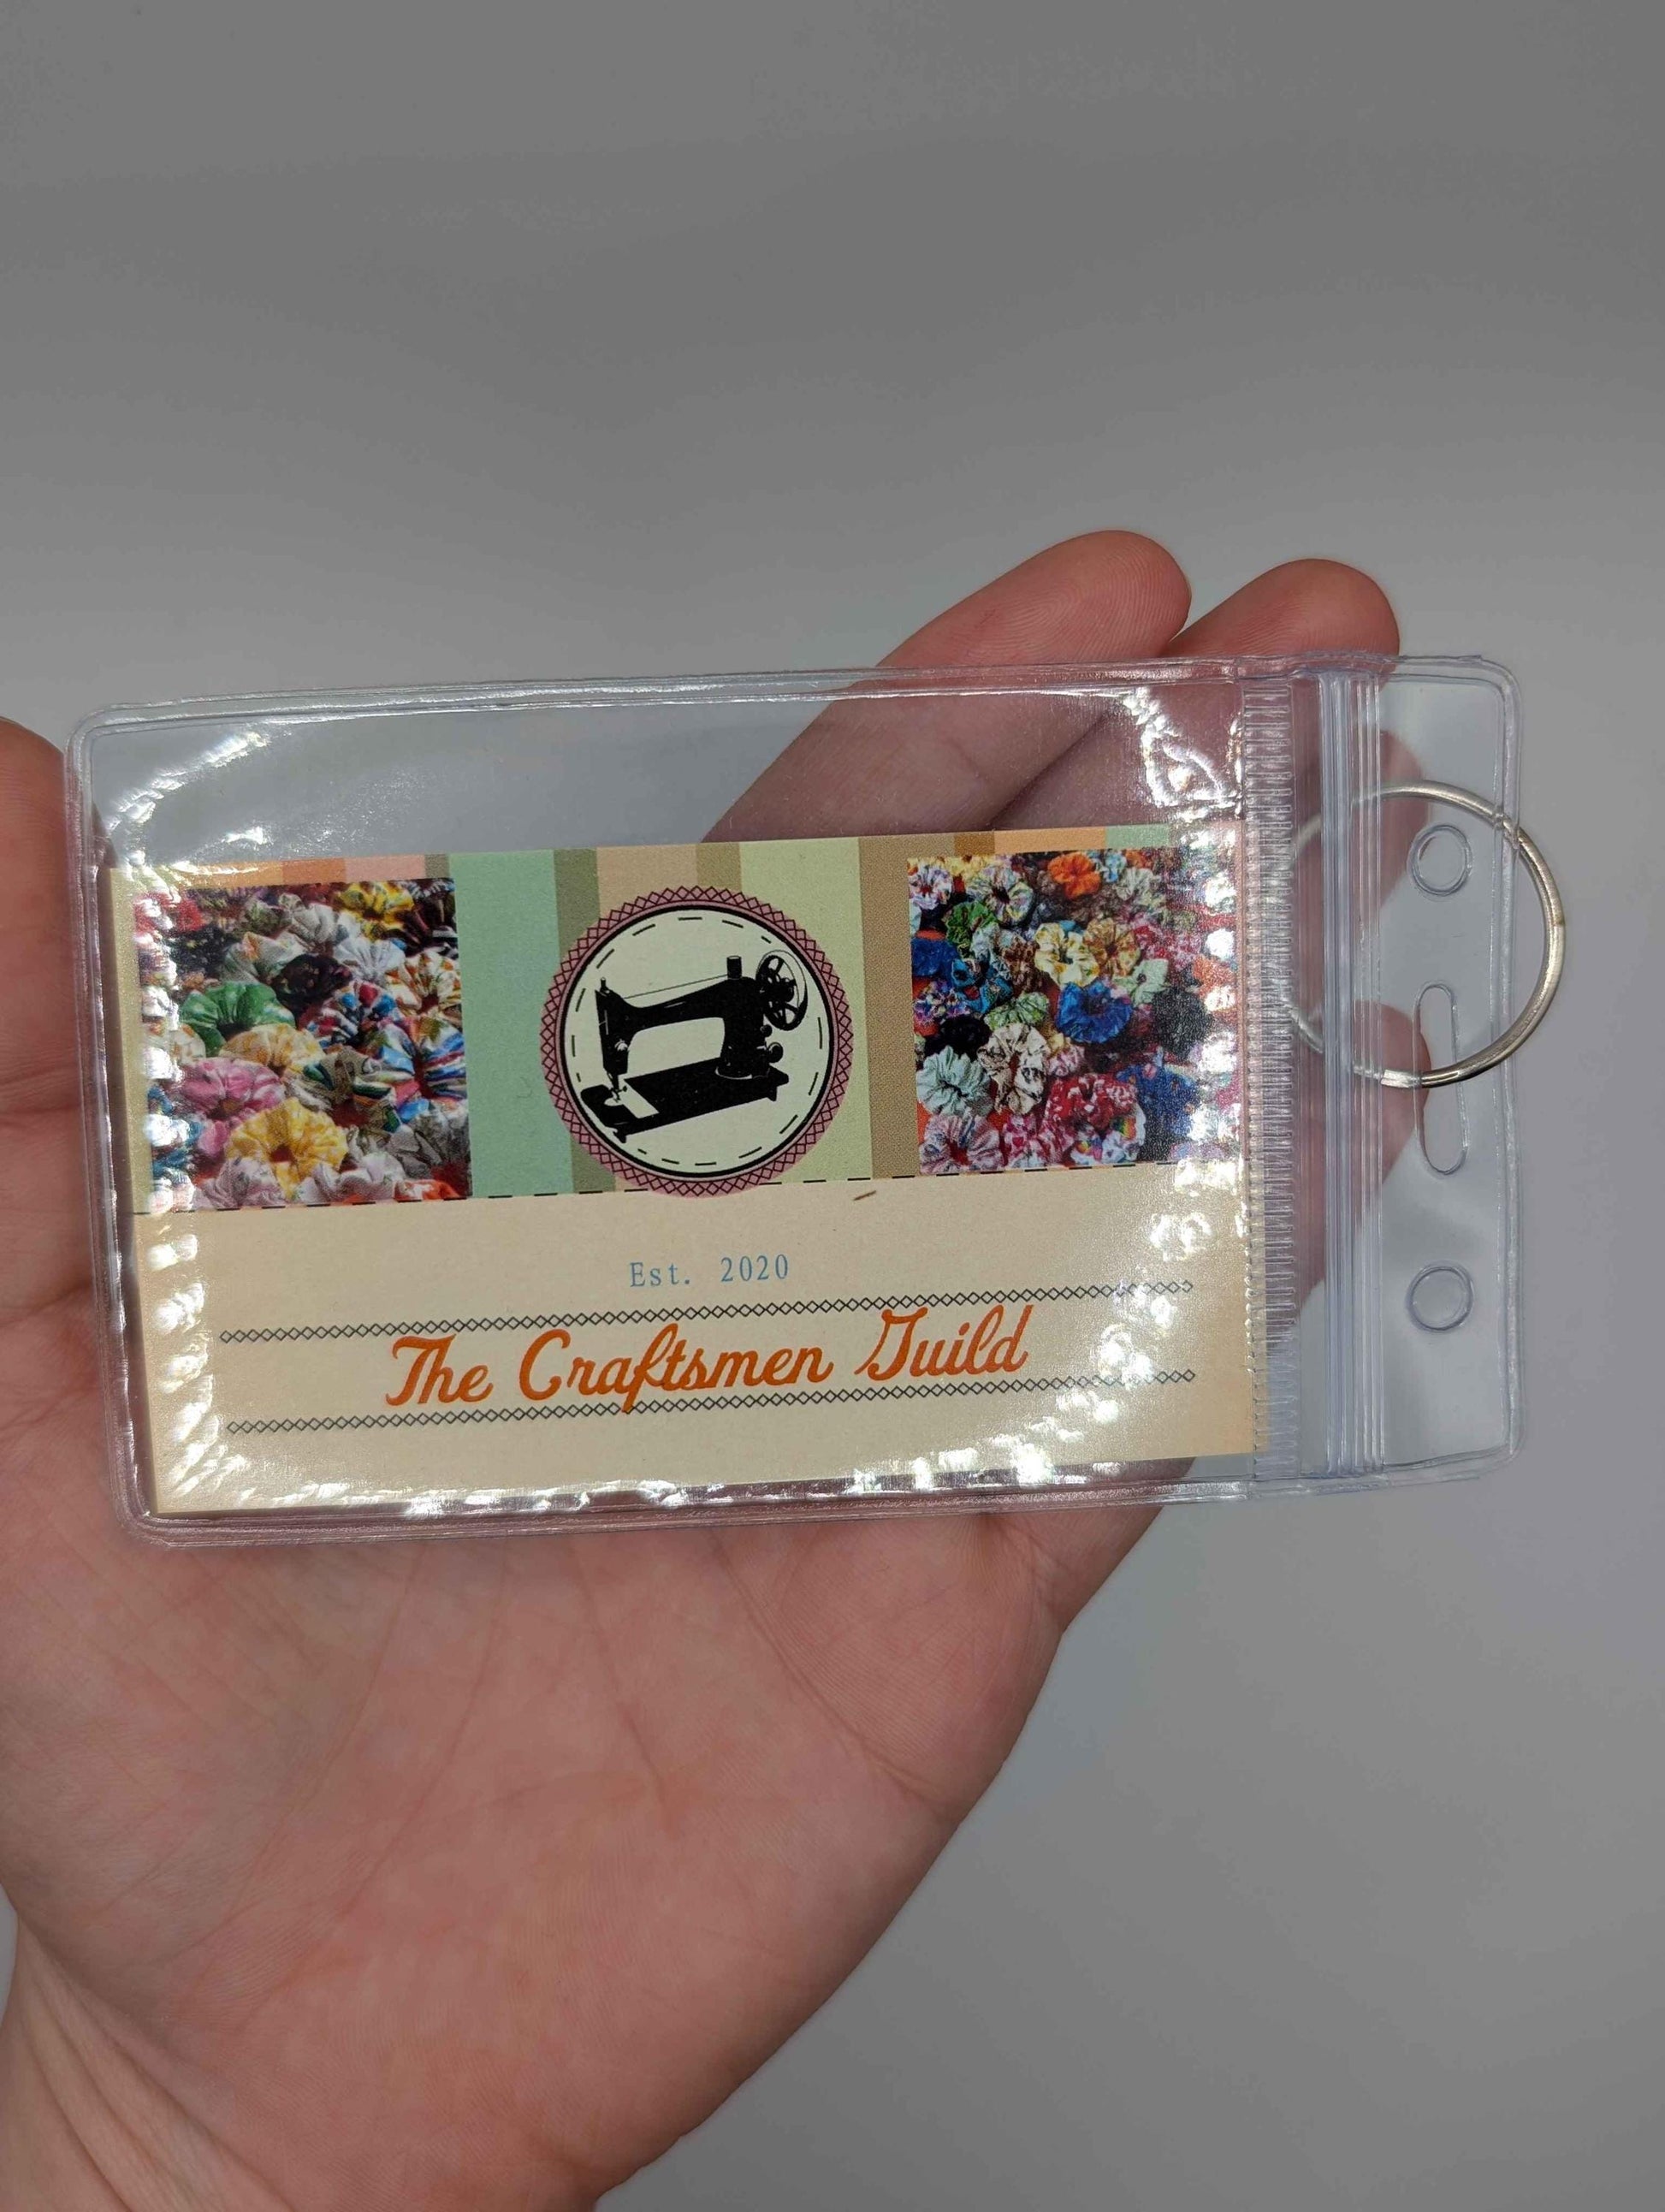 Est. 2020
The Craftsmen Guild